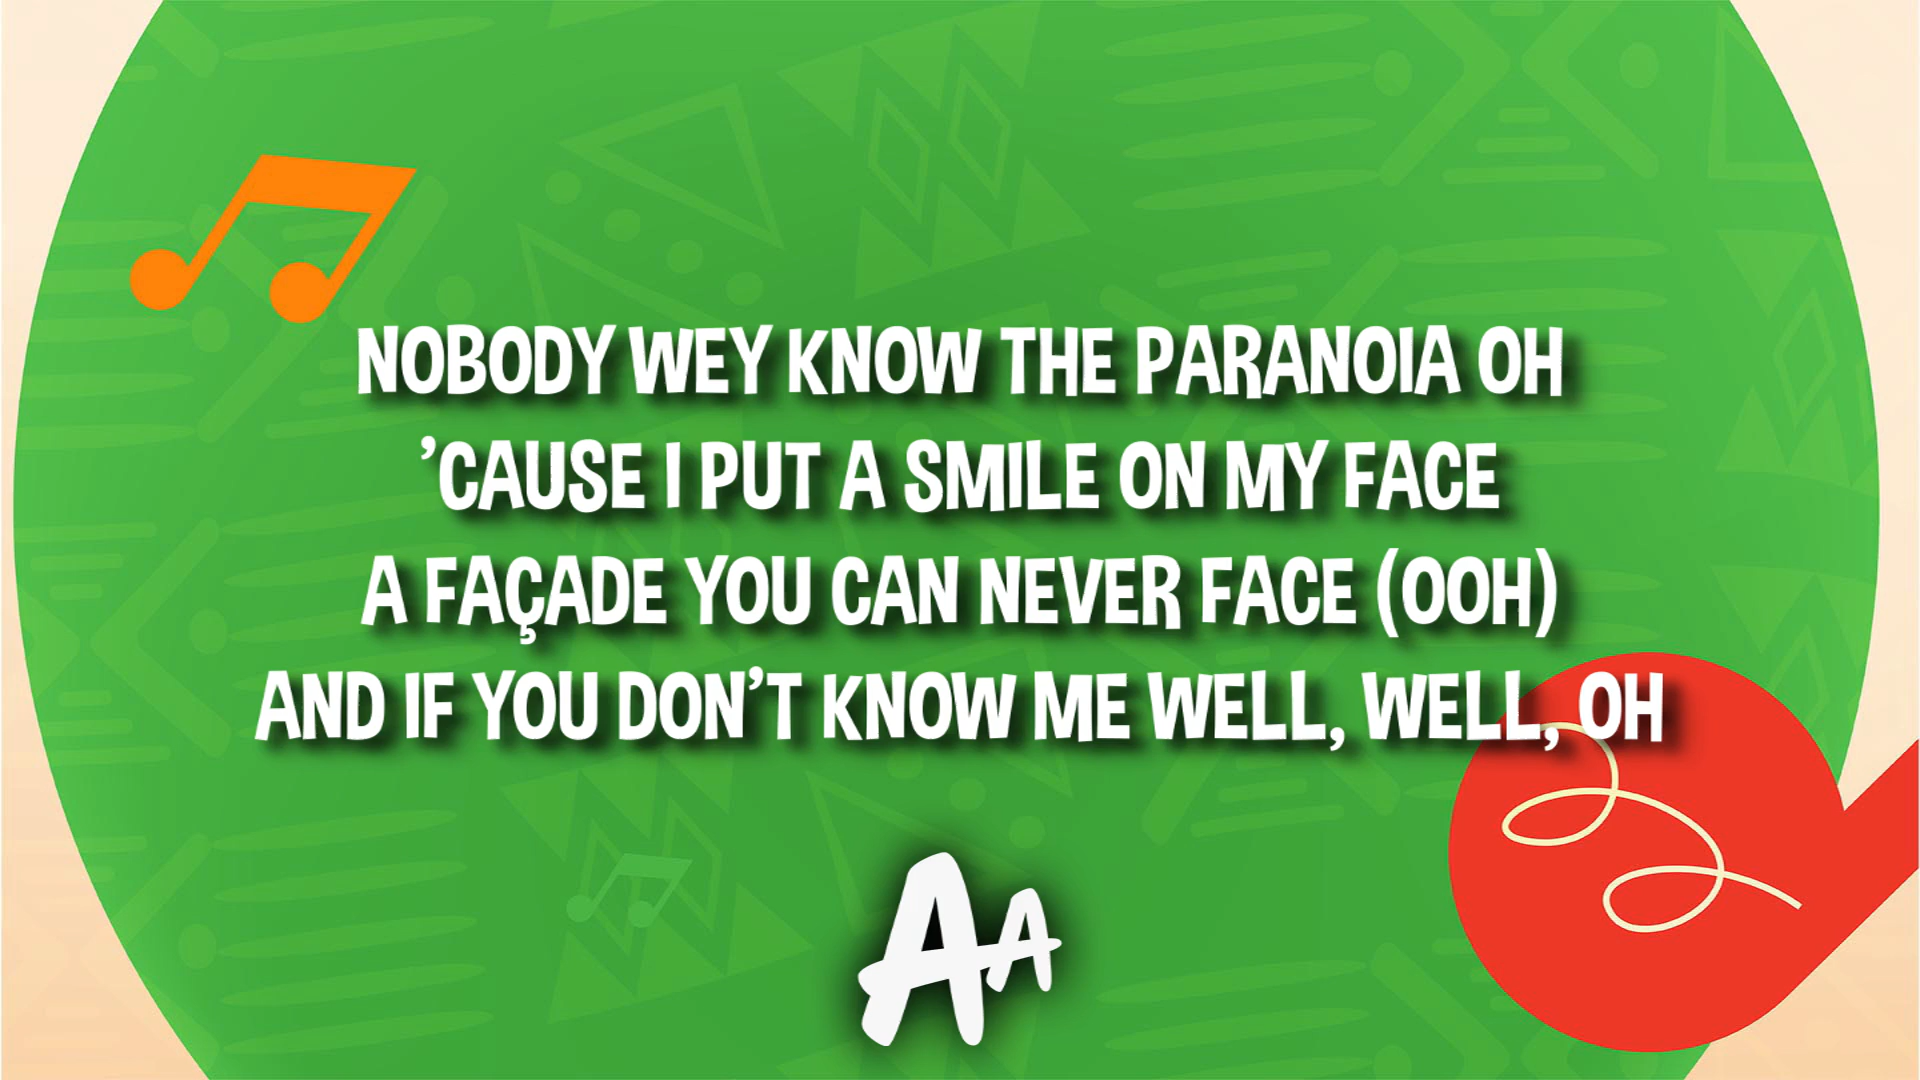 NOBODY WEY KNOW THE PARANOIA OH
’CAUSE I PUT A SMILE ON MY FACE
A FAÇADE YOU CAN NEVER FACE (OOH)
AND IF YOU DON’T KNOW ME WELL, WELL, OH
AA